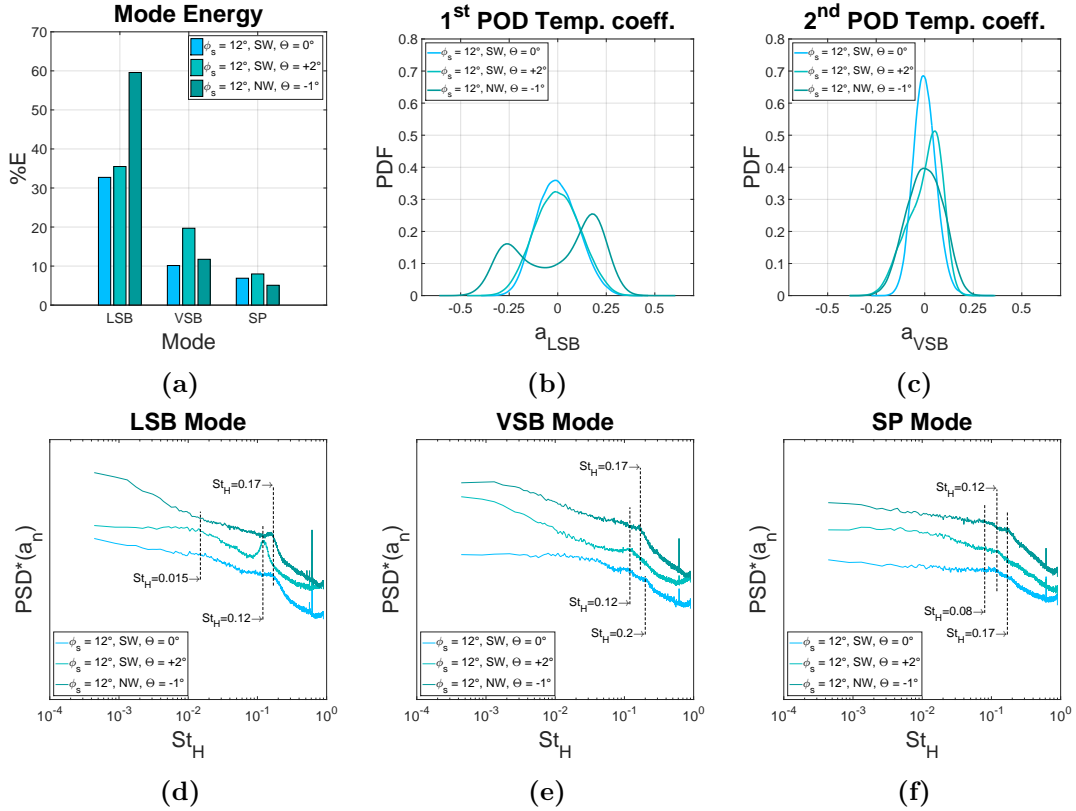 Mode Energy
%E
70
60
50
40
30
20
10
0
LSB
VSB
SP
Mode
ϕs = 12°, SW, Θ = 0°
ϕs = 12°, SW, Θ = +2°
ϕs = 12°, NW, Θ = -1°
(a)
1st POD Temp. coeff.
PDF
0.8
0.7
0.6
0.5
0.4
0.3
0.2
0.1
0
-0.5
-0.25
0
0.25
0.5
aLSB
ϕs = 12°, SW, Θ = 0°
ϕs = 12°, SW, Θ = +2°
ϕs = 12°, NW, Θ = -1°
(b)
2nd POD Temp. coeff.
PDF
0.8
0.7
0.6
0.5
0.4
0.3
0.2
0.1
0
-0.5
-0.25
0
0.25
0.5
aVSB
ϕs = 12°, SW, Θ = 0°
ϕs = 12°, SW, Θ = +2°
ϕs = 12°, NW, Θ = -1°
(c)
LSB Mode
PSD*(an)
StH=0.17→
StH=0.015→
StH=0.12→
ϕs = 12°, SW, Θ = 0°
ϕs = 12°, SW, Θ = +2°
ϕs = 12°, NW, Θ = -1°
10-4
10-3
10-2
10-1
100
StH
(d)
VSB Mode
PSD*(an)
StH=0.17→
StH=0.12→
StH=0.2→
ϕs = 12°, SW, Θ = 0°
ϕs = 12°, SW, Θ = +2°
ϕs = 12°, NW, Θ = -1°
10-4
10-3
10-2
10-1
100
StH
(e)
SP Mode
PSD*(an)
StH=0.12→
StH=0.08→
StH=0.17→
ϕs = 12°, SW, Θ = 0°
ϕs = 12°, SW, Θ = +2°
ϕs = 12°, NW, Θ = -1°
10-4
10-3
10-2
10-1
100
StH
(f)